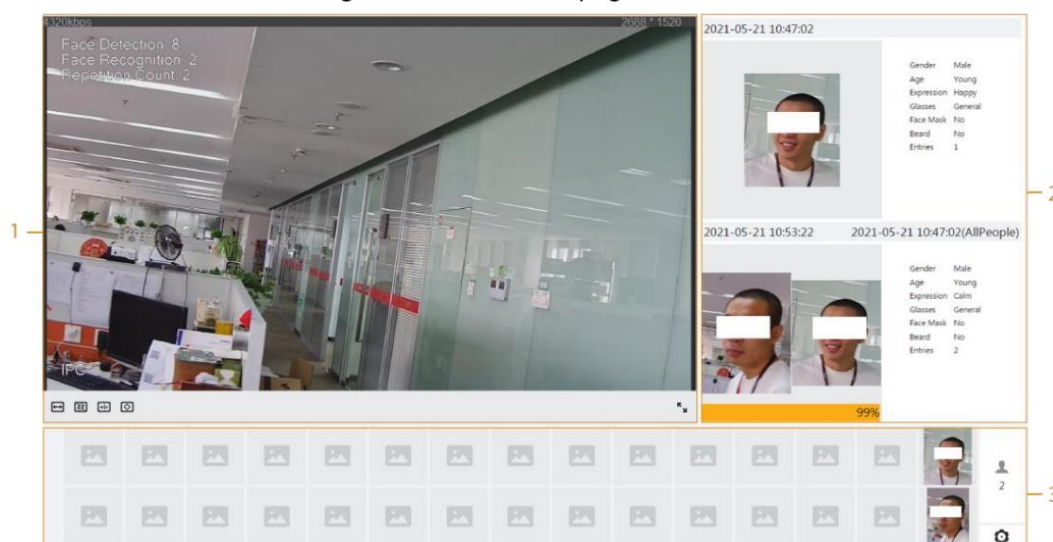 4320kbps
2688 * 1520
Face Detection: 8
Face Recognition: 2
Repetition Count: 2
IPC
1
2021-05-21 10:47:02
Gender Male
Age Young
Expression Happy
Glasses General
Face Mask No
Beard No
Entries 1
2
2021-05-21 10:53:22 2021-05-21 10:47:02(AllPeople)
Gender Male
Age Young
Expression Calm
Glasses General
Face Mask No
Beard No
Entries 2
99%
2
3